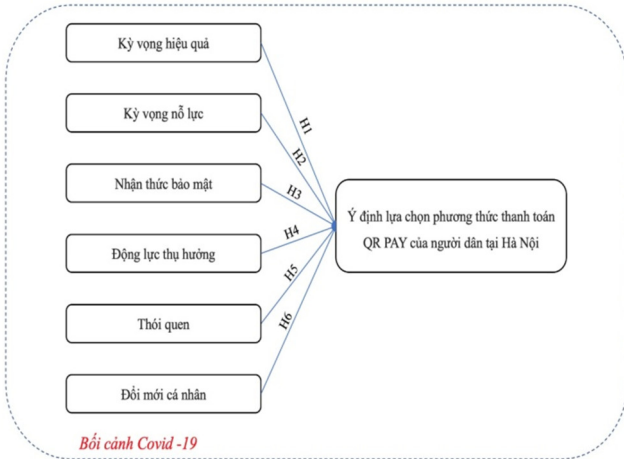 Kỳ vọng hiệu quả
Kỳ vọng nỗ lực
Nhận thức bảo mật
Động lực thụ hưởng
Thói quen
Đổi mới cá nhân
H1
H2
H3
H4
H5
H6
Ý định lựa chọn phương thức thanh toán
QR PAY của người dân tại Hà Nội
Bối cảnh Covid -19